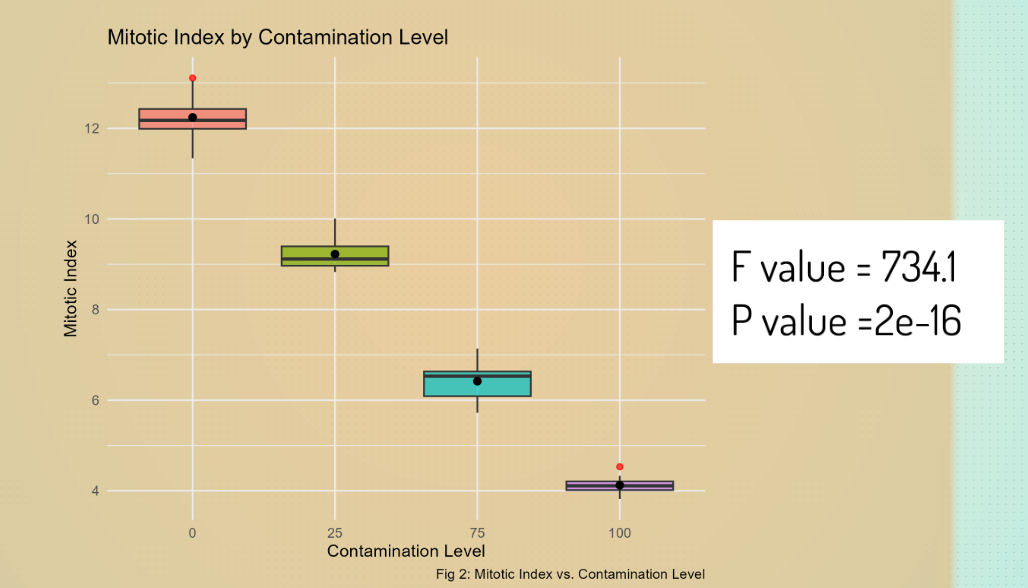 Mitotic Index by Contamination Level
12
10
8
6
4
Mitotic Index
0 25 75 100
Contamination Level
Fig 2: Mitotic Index vs. Contamination Level
F value = 734.1
P value =2e-16